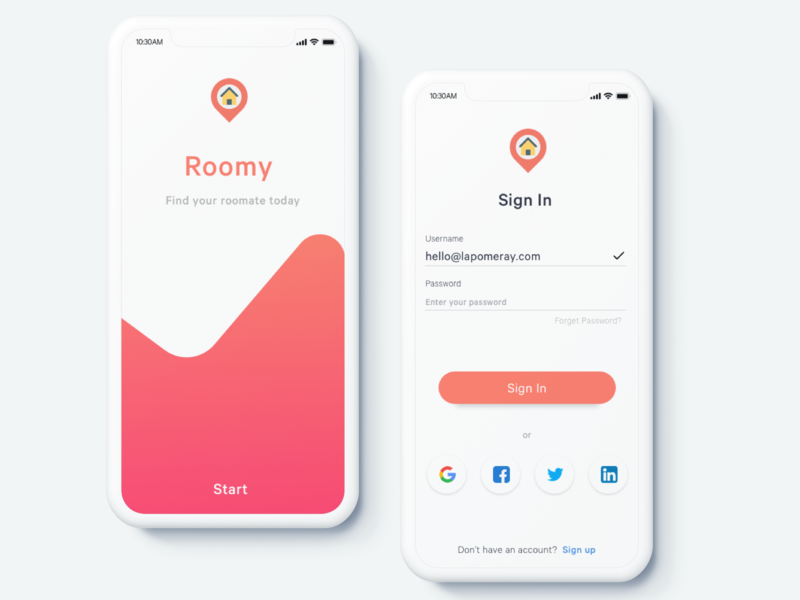 10:30AM
Roomy
Find your roomate today
Start
10:30AM
Sign In
Username
hello@lapomeray.com
Password
Enter your password
Forget Password?
Sign In
or
G
f
in
Don't have an account? Sign up